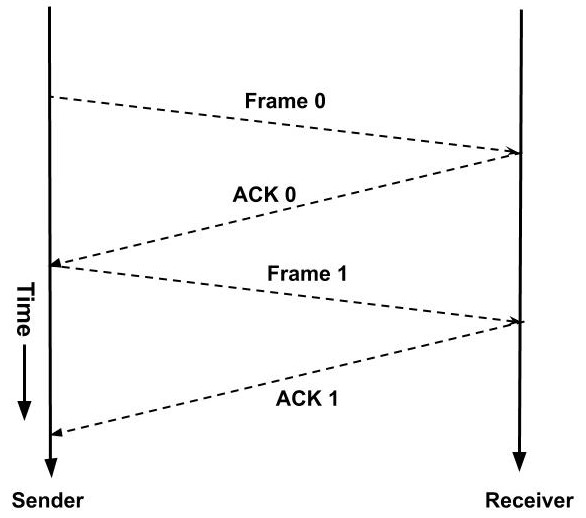 Frame 0
ACK 0
Frame 1
Time
ACK 1
Sender
Receiver